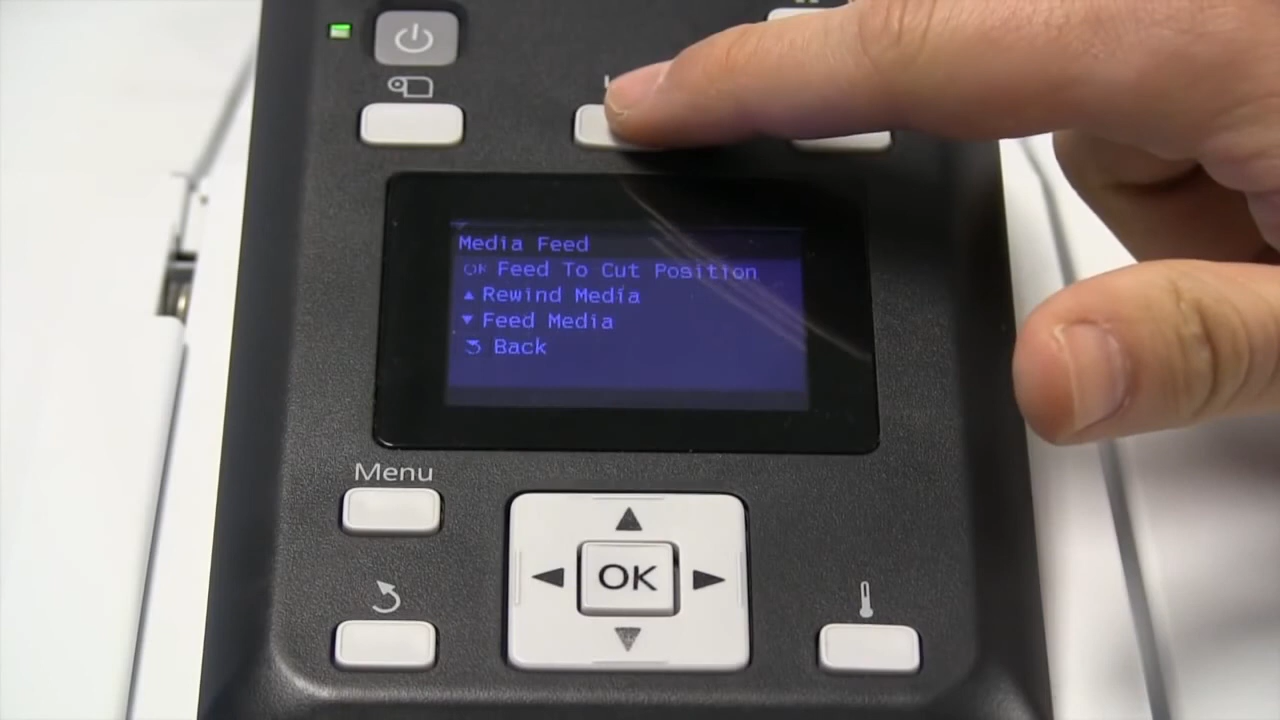 Media Feed
OK Feed To Cut Position
▲ Rewind Media
▼ Feed Media
Back
Menu
OK